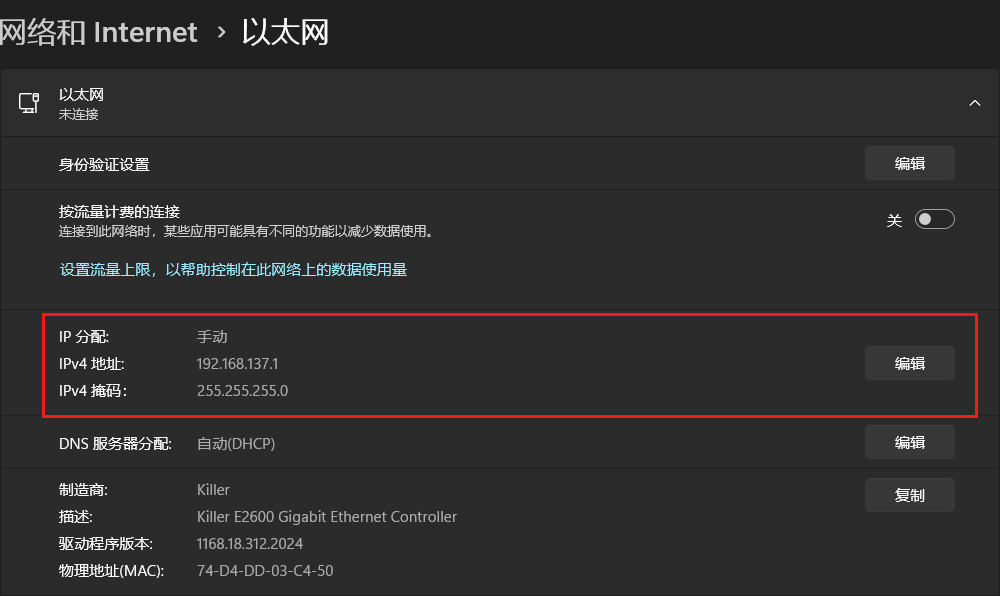 网络和 Internet › 以太网
以太网
未连接
身份验证设置 编辑
按流量计费的连接
连接到此网络时，某些应用可能具有不同的功能以减少数据使用。 关
设置流量上限，以帮助控制在此网络上的数据使用量
IP 分配: 手动
IPv4 地址: 192.168.137.1 编辑
IPv4 掩码: 255.255.255.0
DNS 服务器分配: 自动(DHCP) 编辑
制造商: Killer 复制
描述: Killer E2600 Gigabit Ethernet Controller
驱动程序版本: 1168.18.312.2024
物理地址(MAC): 74-D4-DD-03-C4-50